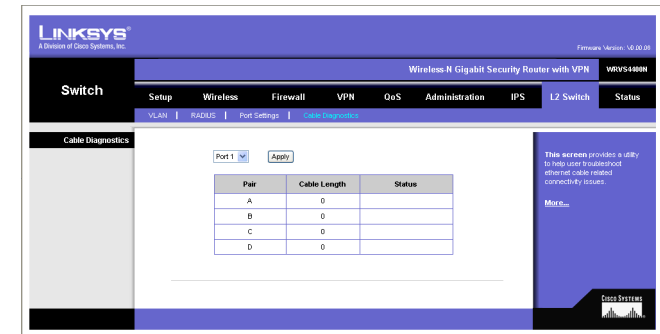 LINKSYS®
A Division of Cisco Systems, Inc.
Firmware Version: V0.00.06
Wireless-N Gigabit Security Router with VPN WRVS4400N
Switch
Setup Wireless Firewall VPN QoS Administration IPS L2 Switch Status
VLAN | RADIUS | Port Settings | Cable Diagnostics
Cable Diagnostics
Port 1 Apply
Pair Cable Length Status
A 0
B 0
C 0
D 0
This screen provides a utility
to help user troubleshoot
ethernet cable related
connectivity issues.
More...
CISCO SYSTEMS